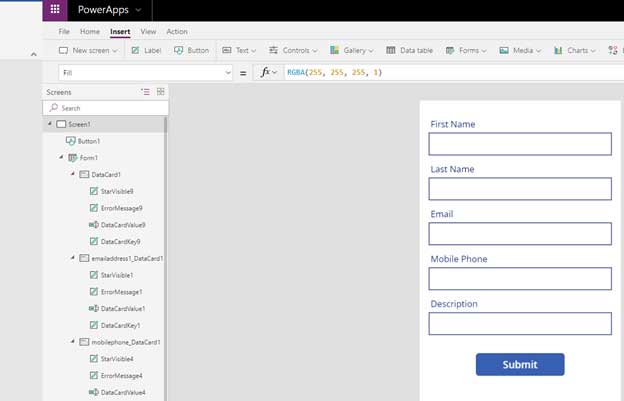 PowerApps
File Home Insert View Action
New screen Label Button Text Controls Gallery Data table Forms Media Charts
Fill = fx RGBA(255, 255, 255, 1)
Screens
Search
Screen1
Button1
Form1
DataCard1
StarVisible9
ErrorMessage9
DataCardValue9
DataCardKey9
emailaddress1_DataCard1
StarVisible1
ErrorMessage1
DataCardValue1
DataCardKey1
mobilephone_DataCard1
StarVisible4
ErrorMessage4
DataCardValue4
First Name
Last Name
Email
Mobile Phone
Description
Submit